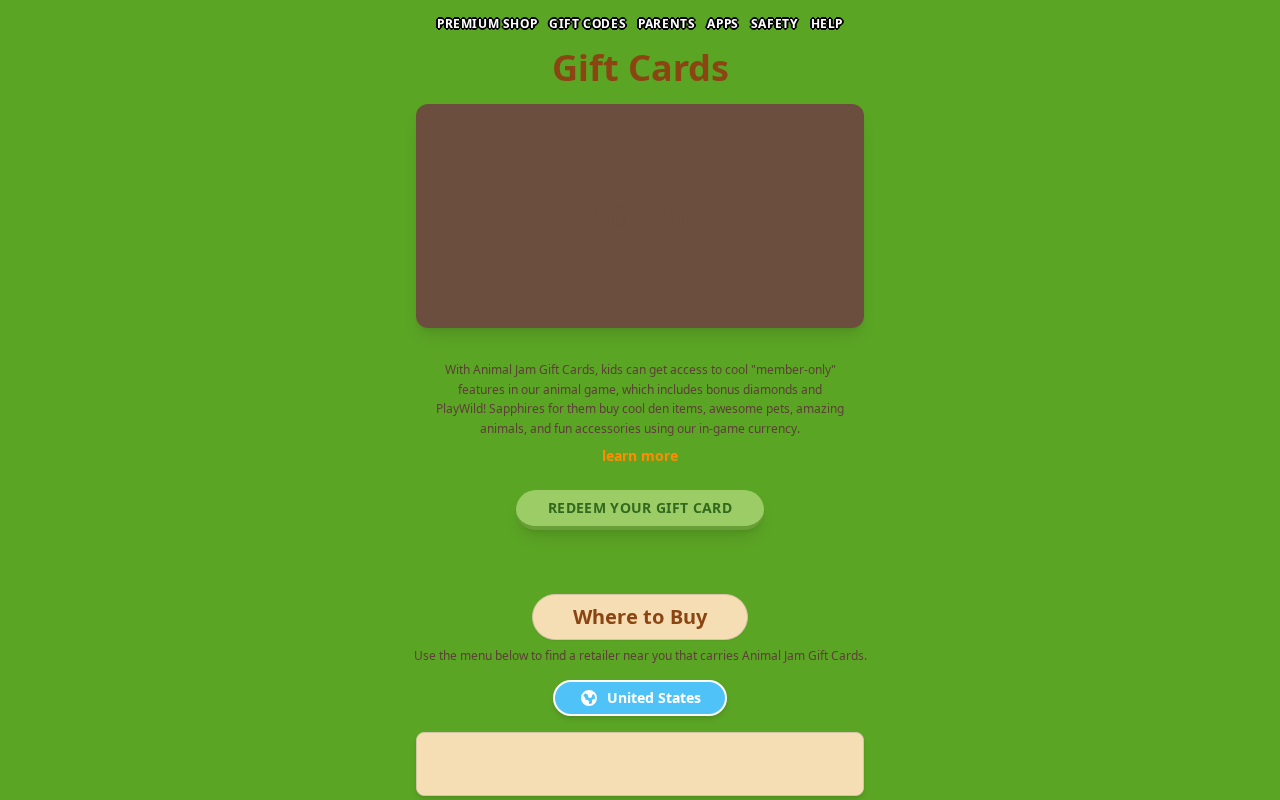 PREMIUM SHOP GIFT CODES PARENTS APPS SAFETY HELP
Gift Cards
With Animal Jam Gift Cards, kids can get access to cool "member-only"
features in our animal game, which includes bonus diamonds and
PlayWild! Sapphires for them buy cool den items, awesome pets, amazing
animals, and fun accessories using our in-game currency.
learn more
REDEEM YOUR GIFT CARD
Where to Buy
Use the menu below to find a retailer near you that carries Animal Jam Gift Cards.
United States